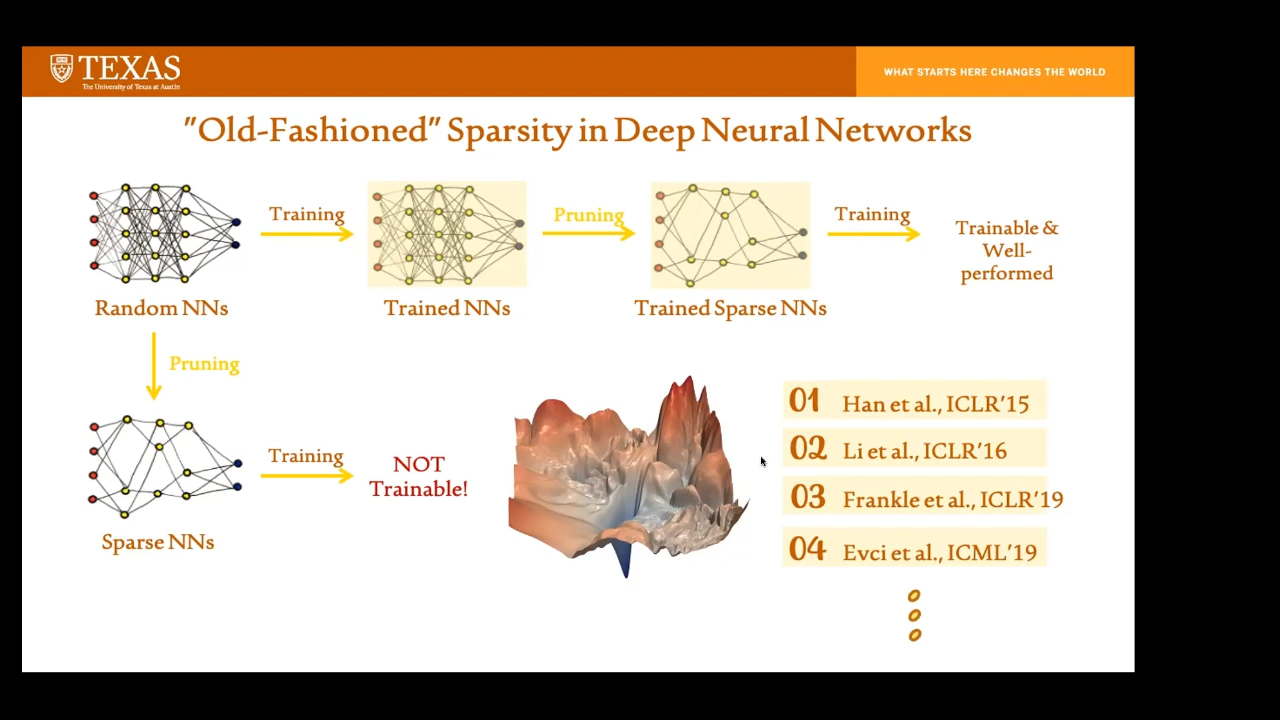 TEXAS
The University of Texas at Austin
WHAT STARTS HERE CHANGES THE WORLD
"Old-Fashioned" Sparsity in Deep Neural Networks
Training
Pruning
Training
Trainable &
Well-
performed
Random NNs
Trained NNs
Trained Sparse NNs
Pruning
Training
NOT
Trainable!
Sparse NNs
01 Han et al., ICLR'15
02 Li et al., ICLR'16
03 Frankle et al., ICLR'19
04 Evci et al., ICML'19